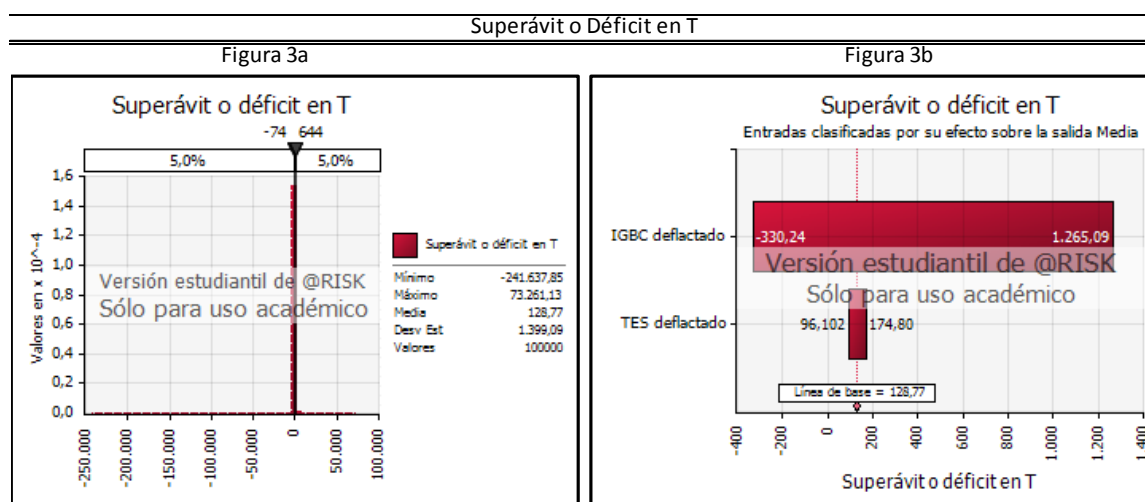 Superávit o Déficit en T
Figura 3a
Figura 3b
Superávit o déficit en T
-74 644
5,0% 5,0%
1,6
1,4
1,2
1,0
0,8
0,6
0,4
0,2
0,0
Valores en x 10^-4
-250.000
-200.000
-150.000
-100.000
-50.000
0
50.000
100.000
Versión estudiantil de @RISK
Sólo para uso académico
Superávit o déficit en T
Mínimo -241.637,85
Máximo 73.261,13
Media 128,77
Desv Est 1.399,09
Valores 100000
Superávit o déficit en T
Entradas clasificadas por su efecto sobre la salida Media
IGBC deflactado
-330,24 1.265,09
Versión estudiantil de @RISK
Sólo para uso académico
TES deflactado
96,102 174,80
Línea de base = 128,77
-400
-200
0
200
400
600
800
1.000
1.200
1.400
Superávit o déficit en T